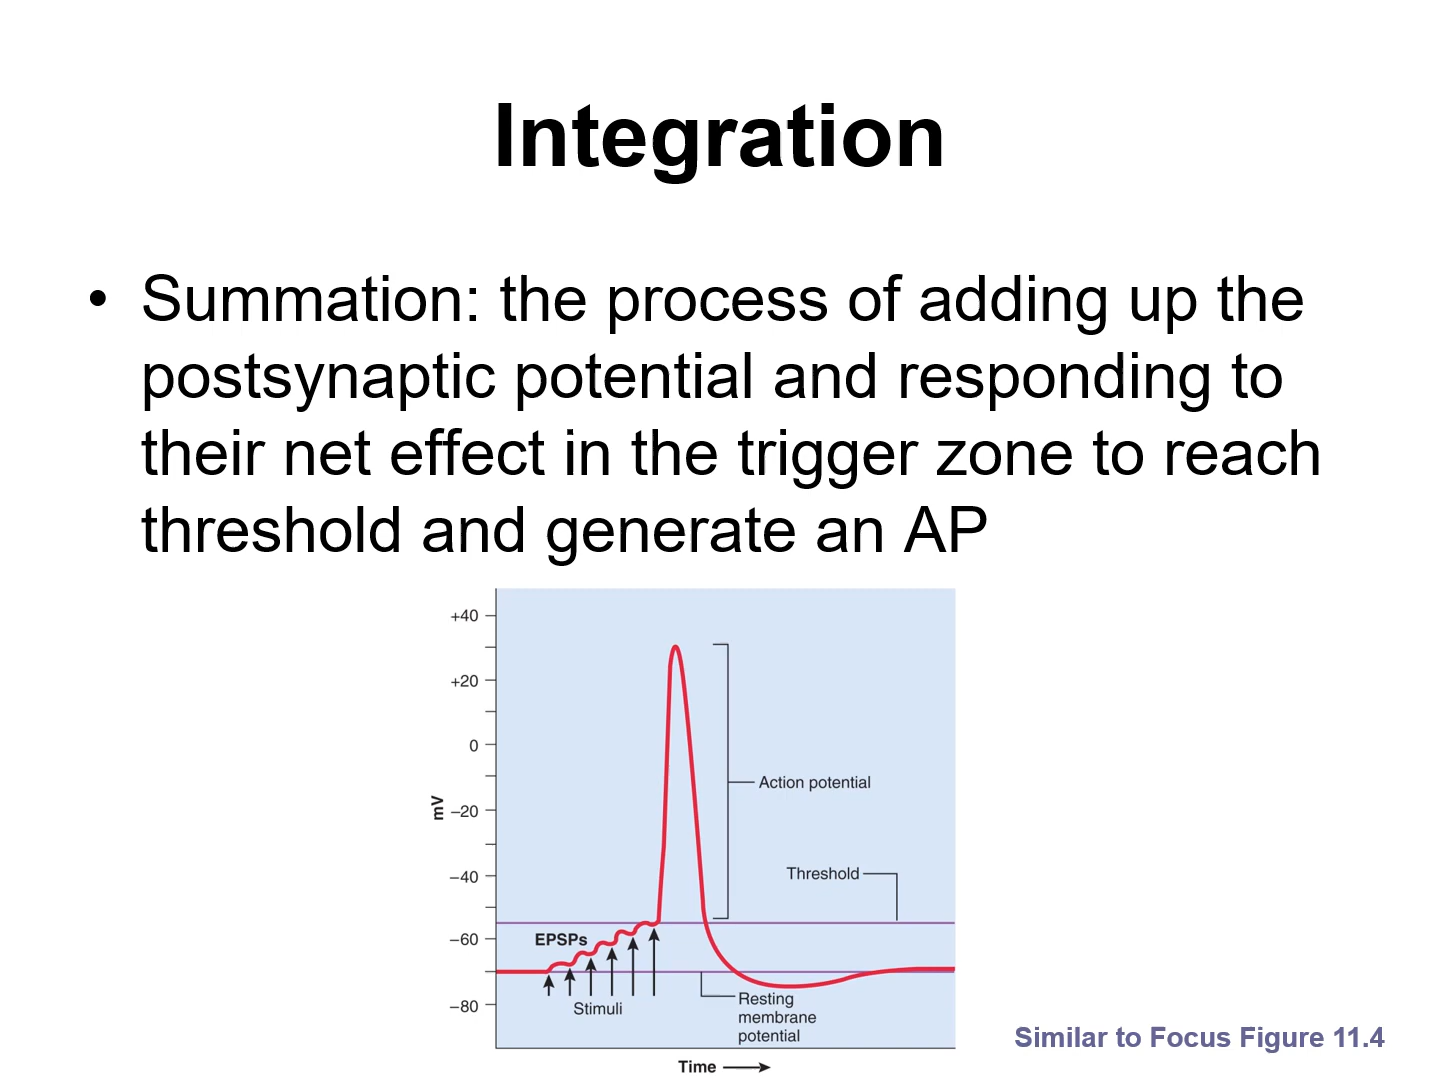 Integration
• Summation: the process of adding up the
postsynaptic potential and responding to
their net effect in the trigger zone to reach
threshold and generate an AP
+40
+20
0
–20
–40
–60
–80
mV
Action potential
Threshold
EPSPs
Stimuli
Resting
membrane
potential
Time
Similar to Focus Figure 11.4